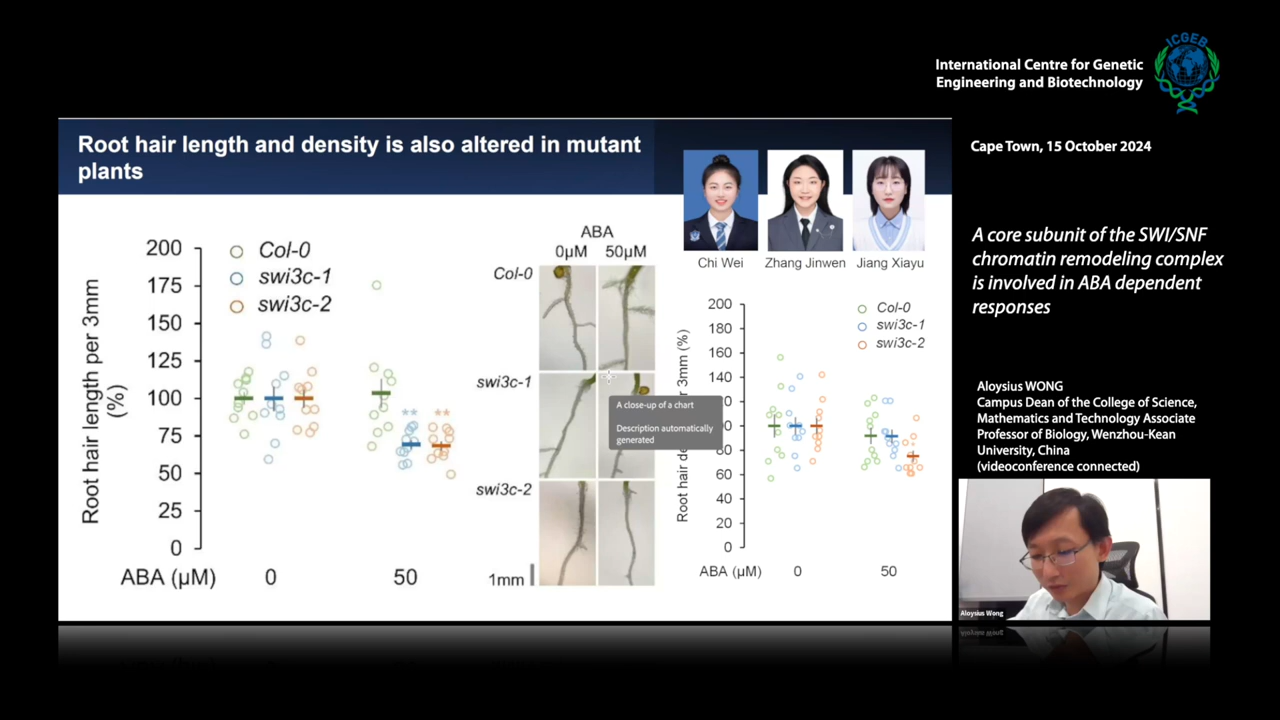 ICGEB
International Centre for Genetic
Engineering and Biotechnology
Cape Town, 15 October 2024
A core subunit of the SWI/SNF
chromatin remodeling complex
is involved in ABA dependent
responses
Aloysius WONG
Campus Dean of the College of Science,
Mathematics and Technology Associate
Professor of Biology, Wenzhou-Kean
University, China
(videoconference connected)
Aloysius Wong
Root hair length and density is also altered in mutant
plants
Chi Wei
Zhang Jinwen
Jiang Xiayu
Root hair length per 3mm
(%)
200
175
150
125
100
75
50
25
0
Col-0
swi3c-1
swi3c-2
**
**
ABA (µM)
0
50
ABA
0µM
50µM
Col-0
swi3c-1
swi3c-2
1mm
A close-up of a chart
Description automatically
generated
Root hair de
3mm (%)
200
180
160
140
60
40
20
0
Col-0
swi3c-1
swi3c-2
*
ABA (µM)
0
50